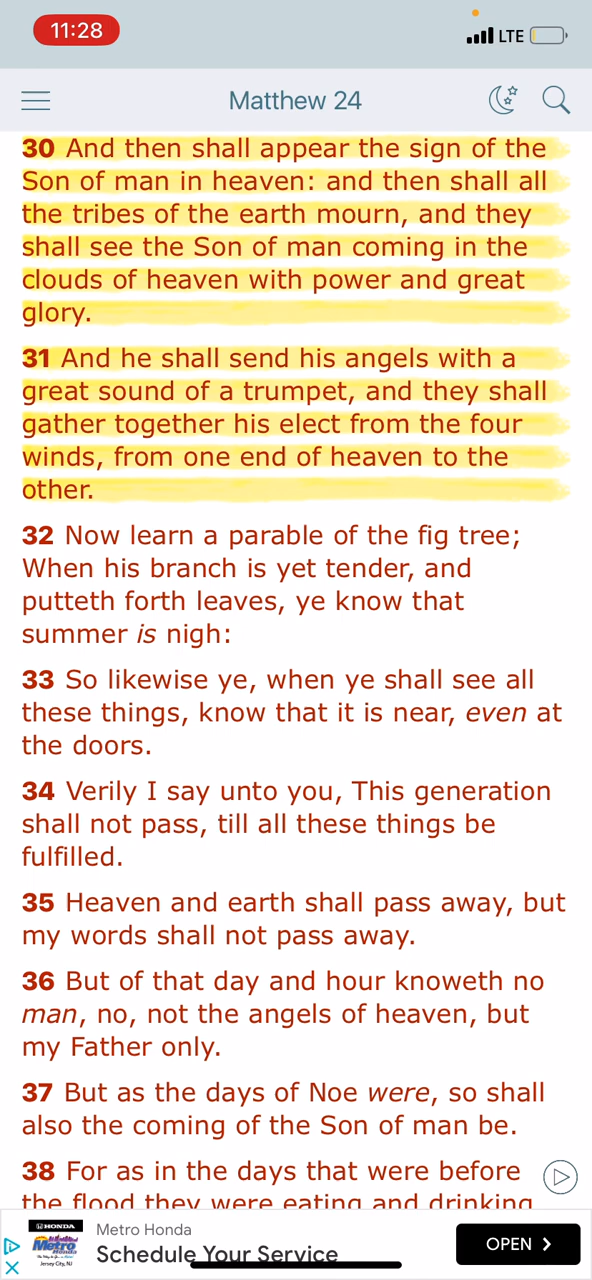 11:28
LTE
Matthew 24
30 And then shall appear the sign of the
Son of man in heaven: and then shall all
the tribes of the earth mourn, and they
shall see the Son of man coming in the
clouds of heaven with power and great
glory.
31 And he shall send his angels with a
great sound of a trumpet, and they shall
gather together his elect from the four
winds, from one end of heaven to the
other.
32 Now learn a parable of the fig tree;
When his branch is yet tender, and
putteth forth leaves, ye know that
summer is nigh:
33 So likewise ye, when ye shall see all
these things, know that it is near, even at
the doors.
34 Verily I say unto you, This generation
shall not pass, till all these things be
fulfilled.
35 Heaven and earth shall pass away, but
my words shall not pass away.
36 But of that day and hour knoweth no
man, no, not the angels of heaven, but
my Father only.
37 But as the days of Noe were, so shall
also the coming of the Son of man be.
38 For as in the days that were before
the flood they were eating and drinking
HONDA
Metro
Honda
Jersey City, NJ
Metro Honda
Schedule Your Service
OPEN